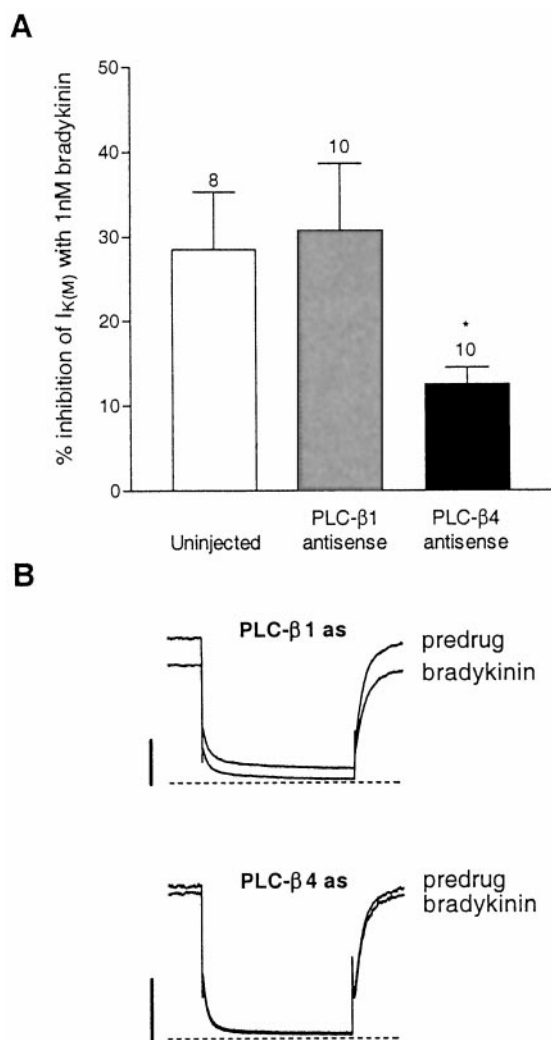 A
% inhibition of I_K(M) with 1nM bradykinin
50
40
30
20
10
0
8
10
*
10
Uninjected
PLC-β1
antisense
PLC-β4
antisense
B
PLC-β1 as
predrug
bradykinin
PLC-β4 as
predrug
bradykinin